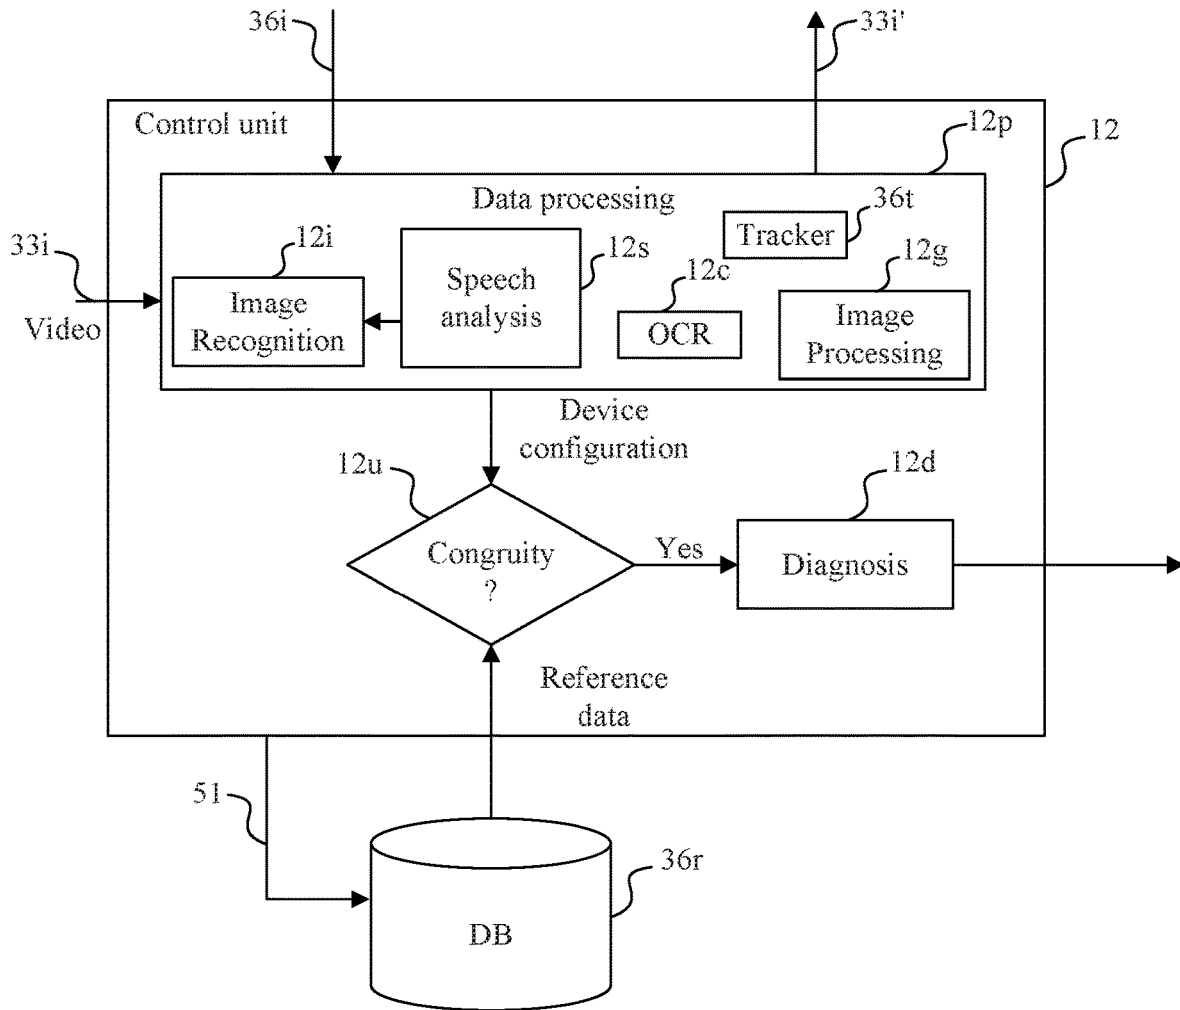 36i
33i'
Control unit
12p
12
Data processing
36t
Tracker
33i
12i
12s
12c
12g
Video
Image
Recognition
Speech
analysis
OCR
Image
Processing
Device
configuration
12u
12d
Congruity
?
Yes
Diagnosis
Reference
data
51
36r
DB